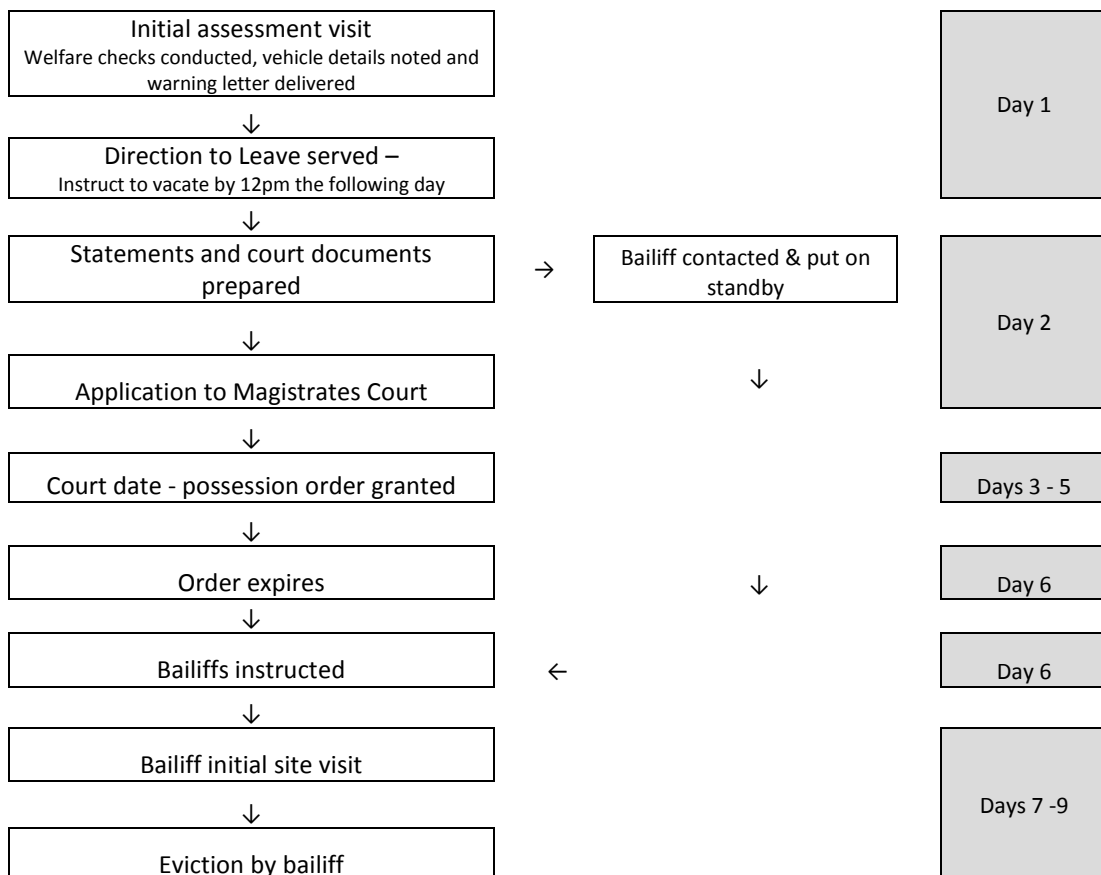 Initial assessment visit
Welfare checks conducted, vehicle details noted and
warning letter delivered
Day 1
↓
Direction to Leave served –
Instruct to vacate by 12pm the following day
↓
Statements and court documents
prepared
→
Bailiff contacted & put on
standby
Day 2
↓
Application to Magistrates Court
↓
↓
Court date - possession order granted
Days 3 - 5
↓
Order expires
↓
Day 6
↓
Bailiffs instructed
←
Day 6
↓
Bailiff initial site visit
Days 7 -9
↓
Eviction by bailiff